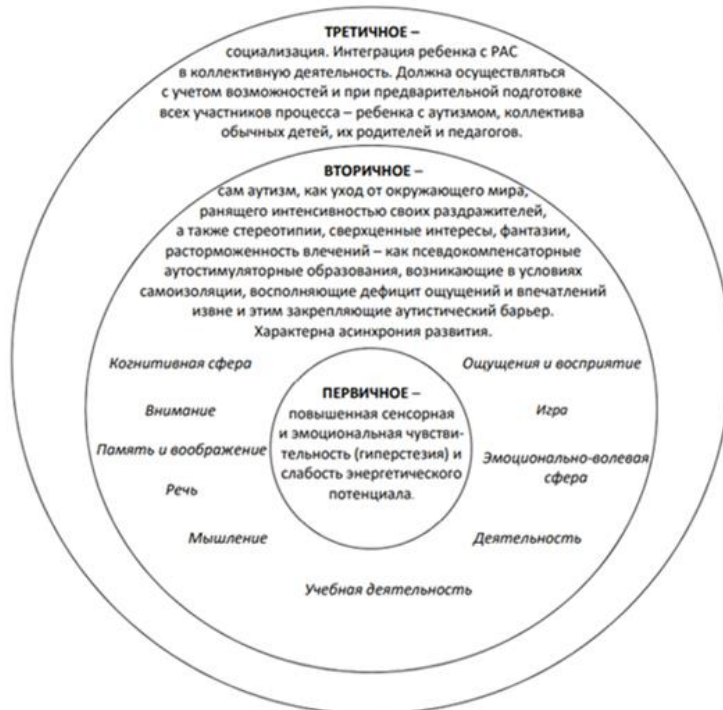 ТРЕТИЧНОЕ –
социализация. Интеграция ребенка с РАС
в коллективную деятельность. Должна осуществляться
с учетом возможностей и при предварительной подготовке
всех участников процесса – ребенка с аутизмом, коллектива
обычных детей, их родителей и педагогов.
ВТОРИЧНОЕ –
сам аутизм, как уход от окружающего мира,
ранящего интенсивностью своих раздражителей,
а также стереотипии, сверхценные интересы, фантазии,
расторможенность влечений – как псевдокомпенсаторные
аутостимуляторные образования, возникающие в условиях
самоизоляции, восполняющие дефицит ощущений и впечатлений
извне и этим закрепляющие аутистический барьер.
Характерна асинхрония развития.
Когнитивная сфера
Внимание
Память и воображение
Речь
Мышление
ПЕРВИЧНОЕ –
повышенная сенсорная
и эмоциональная чувстви-
тельность (гиперстезия) и
слабость энергетического
потенциала.
Ощущения и восприятие
Игра
Эмоционально-волевая
сфера
Деятельность
Учебная деятельность